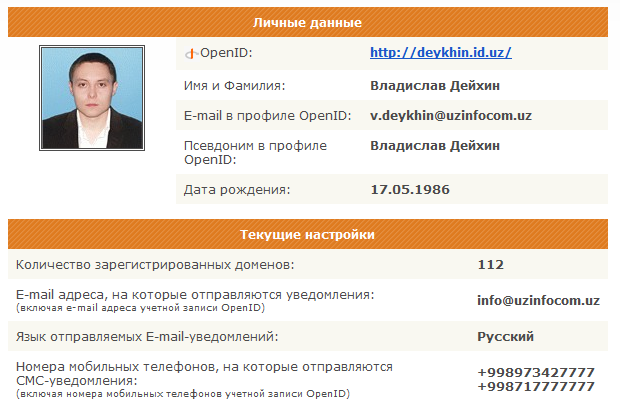 Личные данные
OpenID: http://deykhin.id.uz/
Имя и Фамилия: Владислав Дейхин
E-mail в профиле OpenID: v.deykhin@uzinfocom.uz
Псевдоним в профиле OpenID: Владислав Дейхин
Дата рождения: 17.05.1986
Текущие настройки
Количество зарегистрированных доменов: 112
E-mail адреса, на которые отправляются уведомления:
(включая e-mail адреса учетной записи OpenID)
info@uzinfocom.uz
Язык отправляемых E-mail-уведомлений: Русский
Номера мобильных телефонов, на которые отправляются
СМС-уведомления:
(включая номера мобильных телефонов учетной записи OpenID)
+998973427777
+998717777777